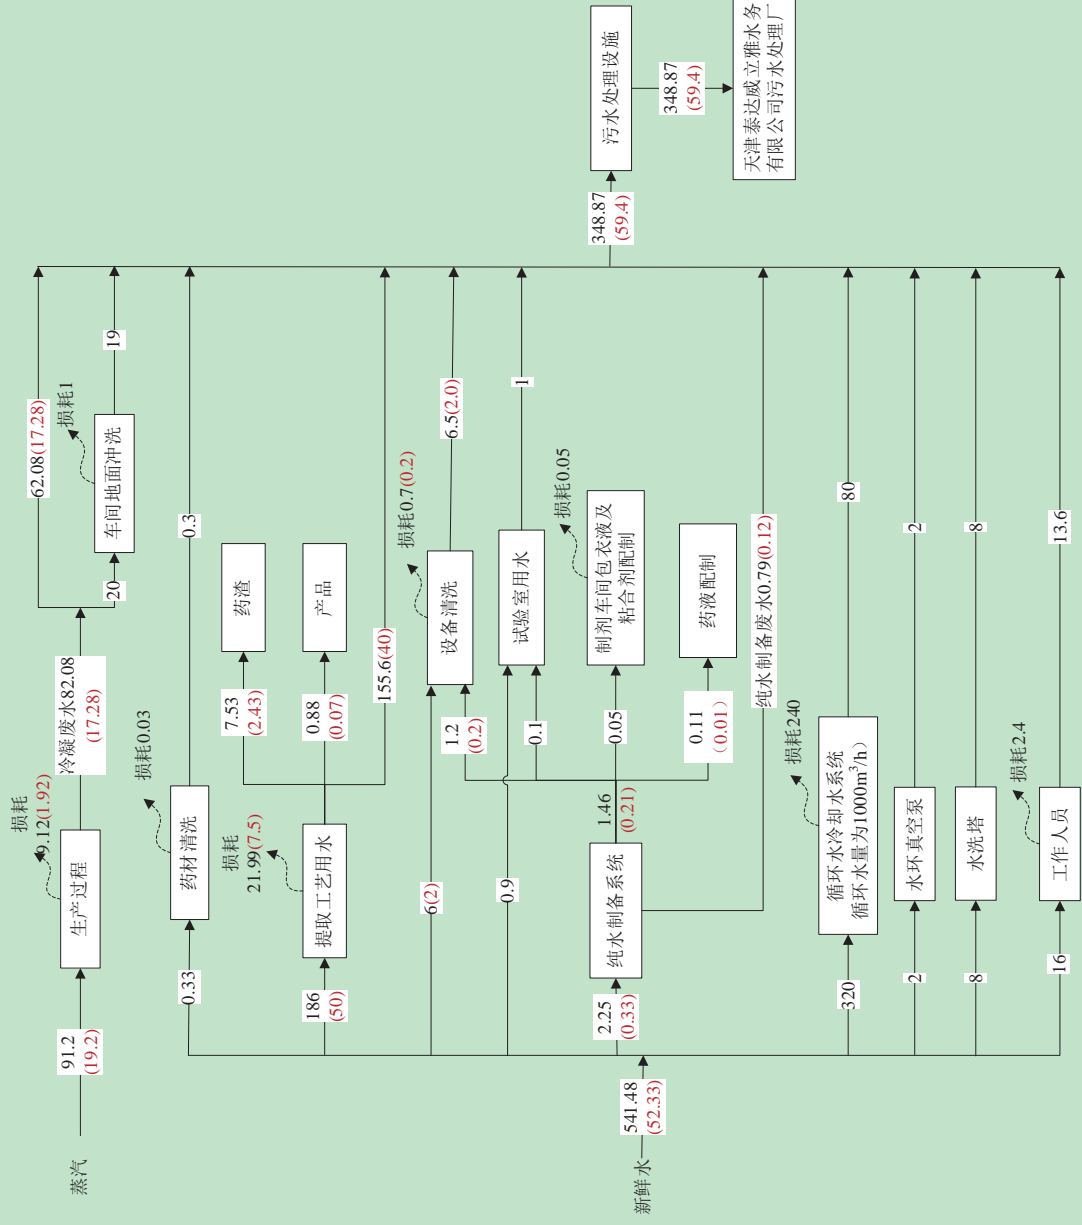 蒸汽
91.2
(19.2)
生产过程
损耗
9.12(1.92)
冷凝废水82.08
(17.28)
62.08(17.28)
20
车间地面冲洗
损耗1
19
新鲜水
541.48
(52.33)
0.33
药材清洗
损耗0.03
0.3
186
(50)
提取工艺用水
损耗
21.99(7.5)
7.53
(2.43)
药渣
0.88
(0.07)
产品
155.6(40)
6(2)
设备清洗
损耗0.7(0.2)
6.5(2.0)
1.2
(0.2)
0.9
试验室用水
0.1
1
2.25
(0.33)
纯水制备系统
1.46
(0.21)
0.05
制剂车间包衣液及
粘合剂配制
损耗0.05
0.11
(0.01)
药液配制
纯水制备废水0.79(0.12)
320
循环水冷却水系统
循环水量为1000m³/h）
损耗240
80
2
水环真空泵
2
8
水洗塔
8
16
工作人员
损耗2.4
13.6
348.87
(59.4)
污水处理设施
348.87
(59.4)
天津泰达威立雅水务
有限公司污水处理厂